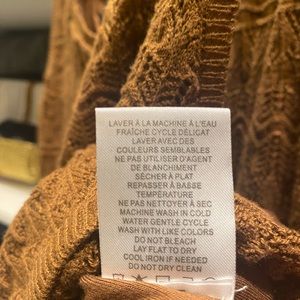 LAVER À LA MACHINE À L'EAU
FRAÎCHE CYCLE DÉLICAT
LAVER AVEC DES
COULEURS SEMBLABLES
NE PAS UTILISER D'AGENT
DE BLANCHIMENT
SÉCHER À PLAT
REPASSER À BASSE
TEMPÉRATURE
NE PAS NETTOYER À SEC
MACHINE WASH IN COLD
WATER GENTLE CYCLE
WASH WITH LIKE COLORS
DO NOT BLEACH
LAY FLAT TO DRY
COOL IRON IF NEEDED
DO NOT DRY CLEAN